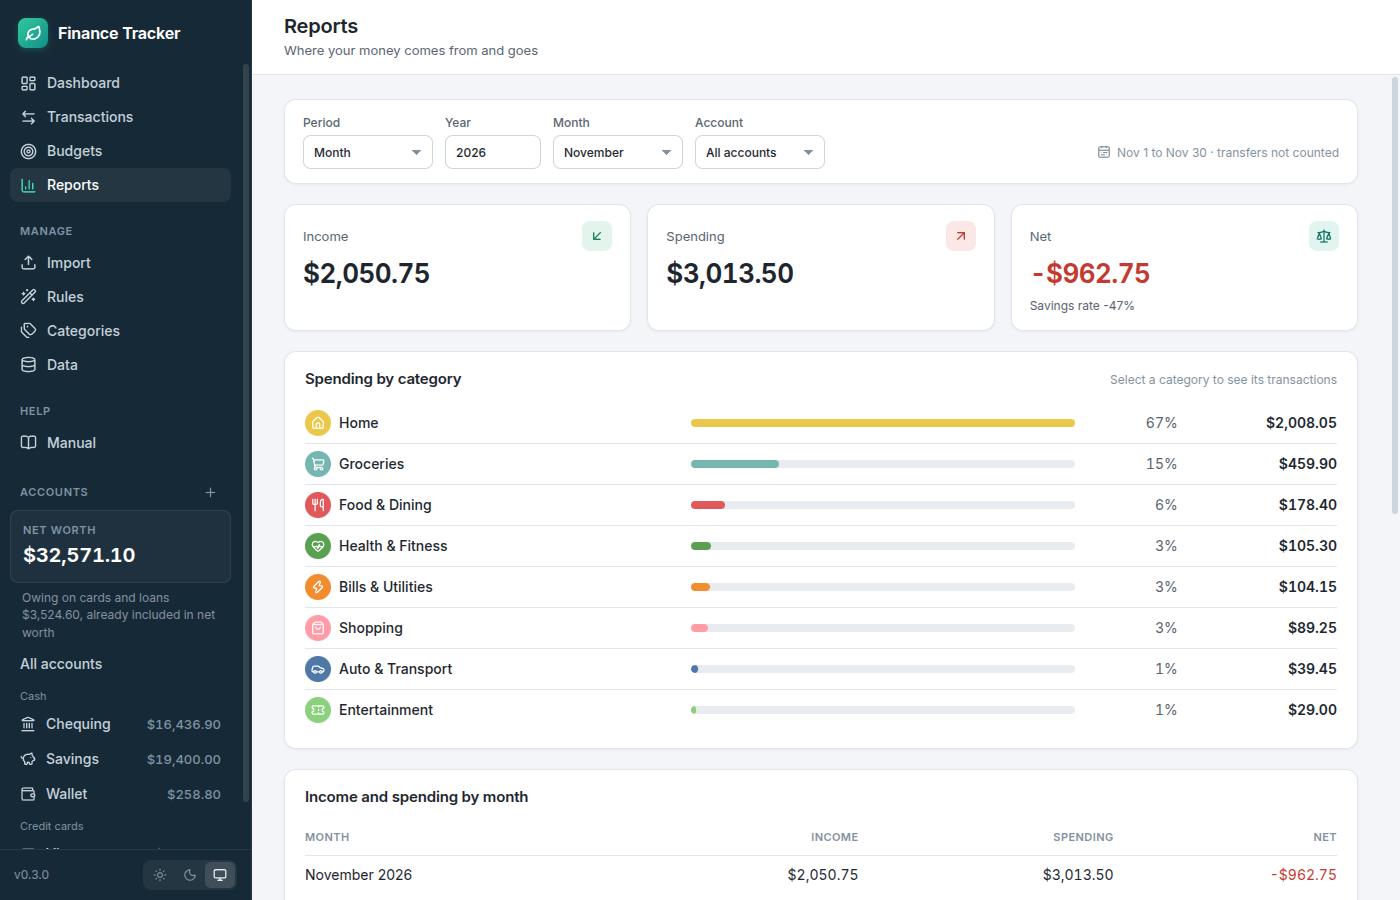 Finance Tracker
Dashboard
Transactions
Budgets
Reports
MANAGE
Import
Rules
Categories
Data
HELP
Manual
ACCOUNTS
NET WORTH
$32,571.10
Owing on cards and loans
$3,524.60, already included in net
worth
All accounts
Cash
Chequing $16,436.90
Savings $19,400.00
Wallet $258.80
Credit cards
v0.3.0
Reports
Where your money comes from and goes
Period Year Month Account
Month 2026 November All accounts
Nov 1 to Nov 30 · transfers not counted
Income
$2,050.75
Spending
$3,013.50
Net
-$962.75
Savings rate -47%
Spending by category
Select a category to see its transactions
Home 67% $2,008.05
Groceries 15% $459.90
Food & Dining 6% $178.40
Health & Fitness 3% $105.30
Bills & Utilities 3% $104.15
Shopping 3% $89.25
Auto & Transport 1% $39.45
Entertainment 1% $29.00
Income and spending by month
MONTH INCOME SPENDING NET
November 2026 $2,050.75 $3,013.50 -$962.75